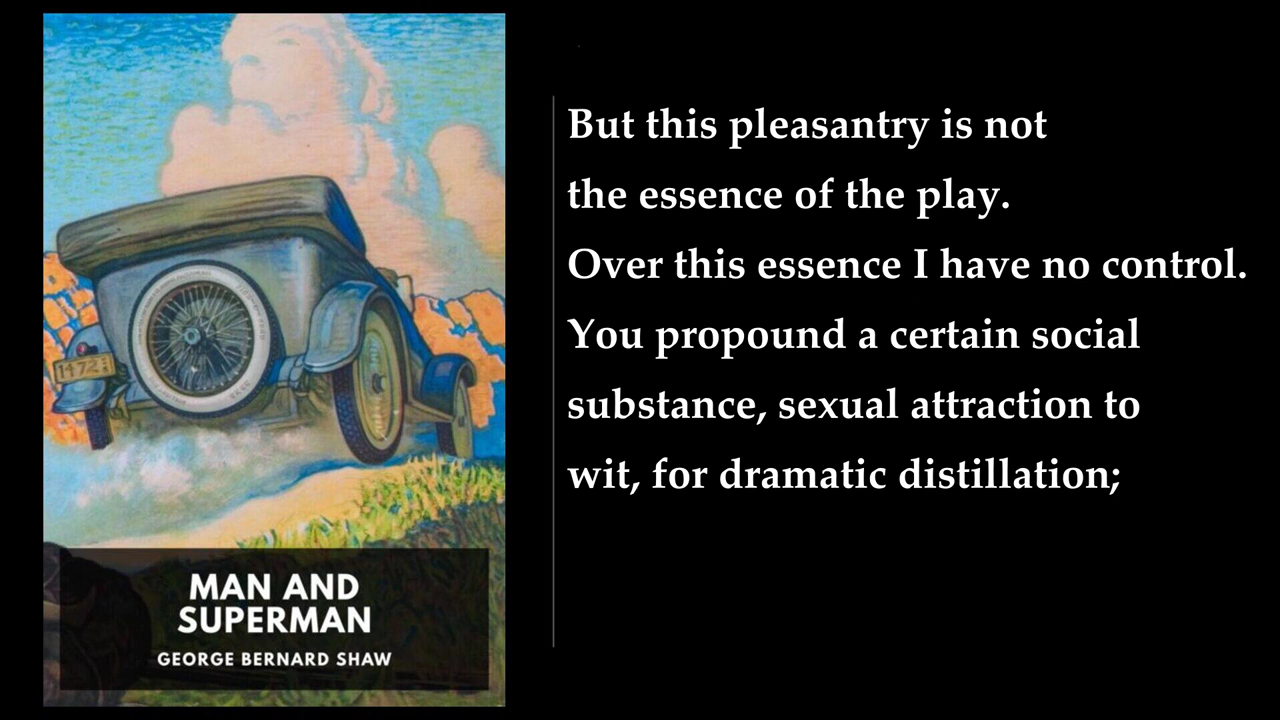 1472
MAN AND
SUPERMAN
GEORGE BERNARD SHAW
But this pleasantry is not
the essence of the play.
Over this essence I have no control.
You propound a certain social
substance, sexual attraction to
wit, for dramatic distillation;